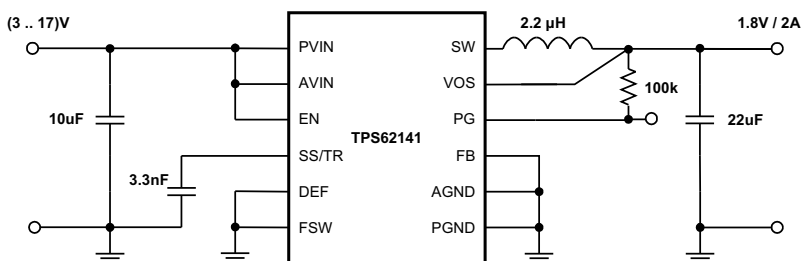 (3 .. 17)V
2.2 µH
1.8V / 2A
PVIN
SW
AVIN
VOS
100k
10uF
EN
PG
22uF
TPS62141
SS/TR
FB
3.3nF
DEF
AGND
FSW
PGND